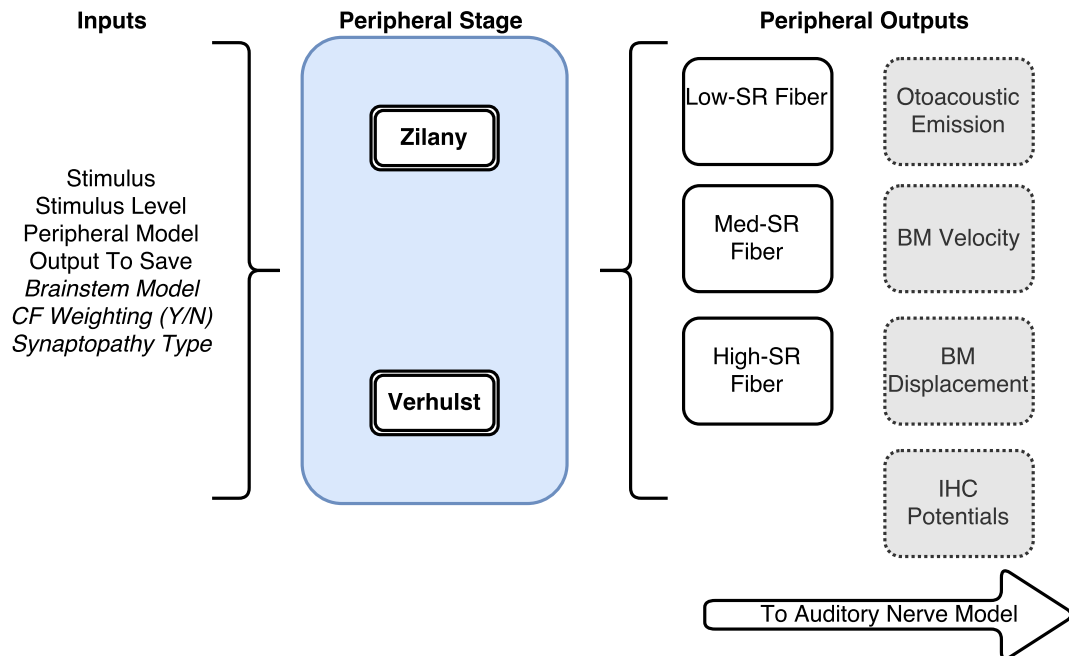 Inputs
Peripheral Stage
Peripheral Outputs
Stimulus
Stimulus Level
Peripheral Model
Output To Save
Brainstem Model
CF Weighting (Y/N)
Synaptopathy Type
Zilany
Verhulst
Low-SR Fiber
Med-SR
Fiber
High-SR
Fiber
Otoacoustic
Emission
BM Velocity
BM
Displacement
IHC
Potentials
To Auditory Nerve Model